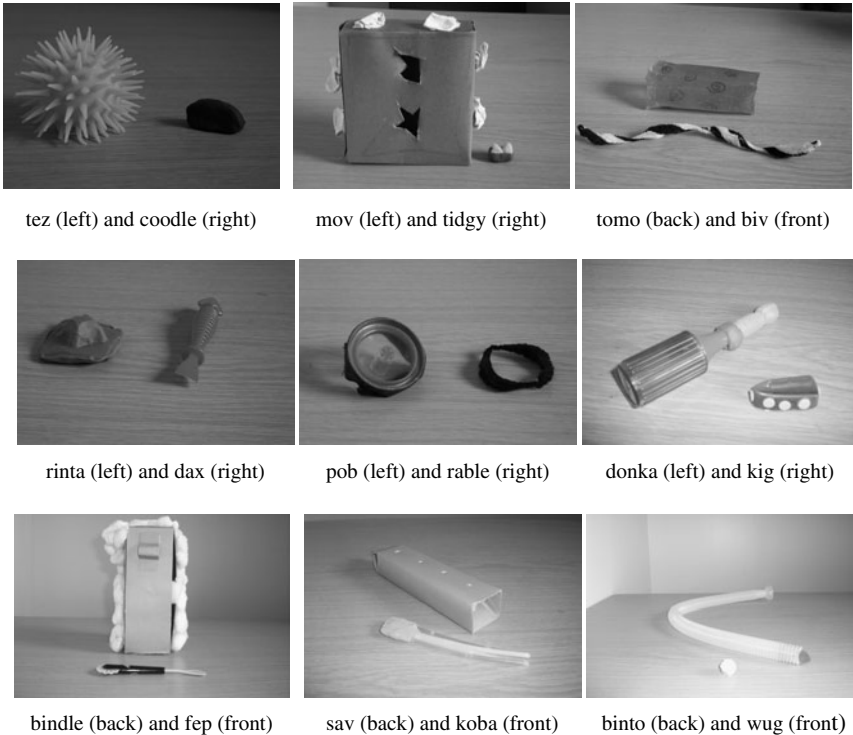 tez (left) and coodle (right)
mov (left) and tidgy (right)
tomo (back) and biv (front)
rinta (left) and dax (right)
pob (left) and rable (right)
donka (left) and kig (right)
bindle (back) and fep (front)
sav (back) and koba (front)
binto (back) and wug (front)